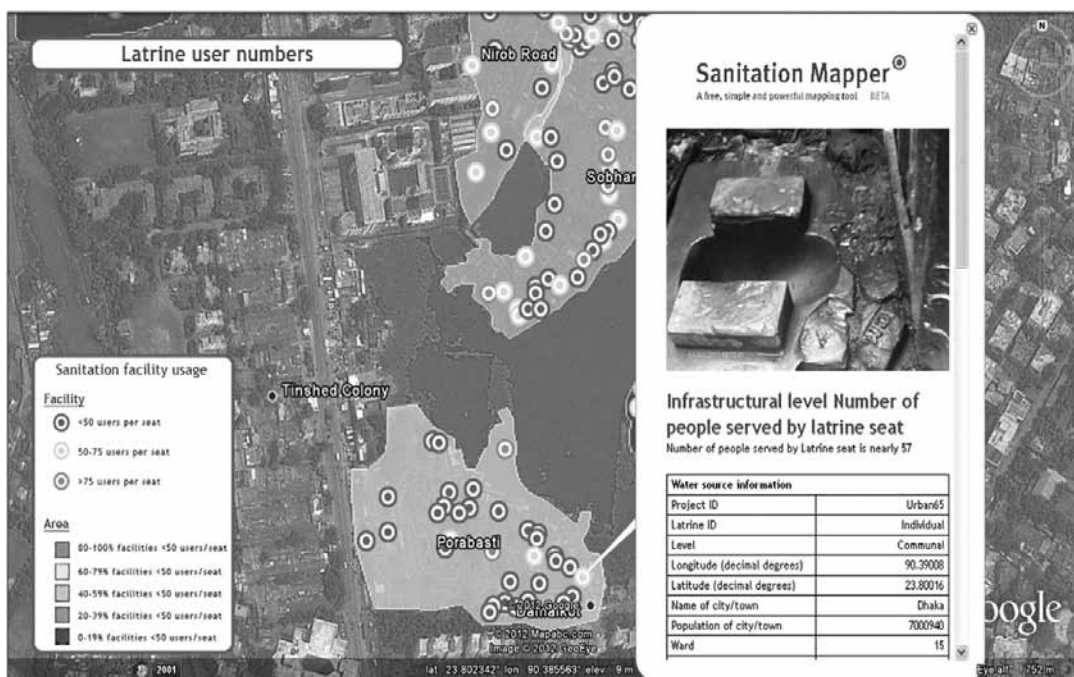 Latrine user numbers
Nirob Road
Sobhan
Tinshed Colony
Porabasti
Sanitation facility usage
Facility
<50 users per seat
50-75 users per seat
>75 users per seat
Area
80-100% facilities <50 users/seat
60-79% facilities <50 users/seat
40-59% facilities <50 users/seat
20-39% facilities <50 users/seat
0-19% facilities <50 users/seat
© 2012 Google
© 2012 Mapabc.com
Image © 2012 GeoEye
2001
lat 23.802342° lon 90.385563° elev 9 m
N
Sanitation Mapper
A free, simple and powerful mapping tool BETA
Infrastructural level Number of
people served by latrine seat
Number of people served by Latrine seat is nearly 57
Water source information
Project ID Urban65
Latrine ID Individual
Level Communal
Longitude (decimal degrees) 90.39008
Latitude (decimal degrees) 23.80016
Name of city/town Dhaka
Population of city/town 7000940
Ward 15
oogle
Eye alt 752 m